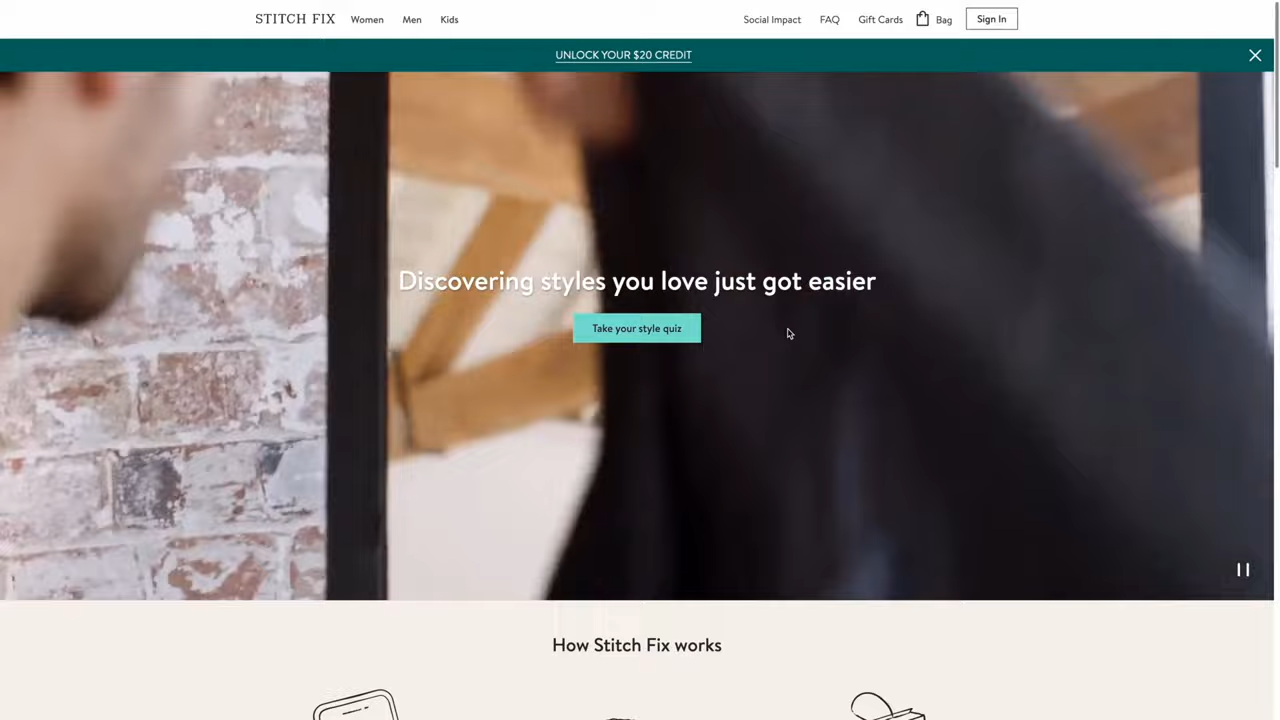 STITCH FIX Women Men Kids Social Impact FAQ Gift Cards Bag Sign In
UNLOCK YOUR $20 CREDIT
Discovering styles you love just got easier
Take your style quiz
How Stitch Fix works